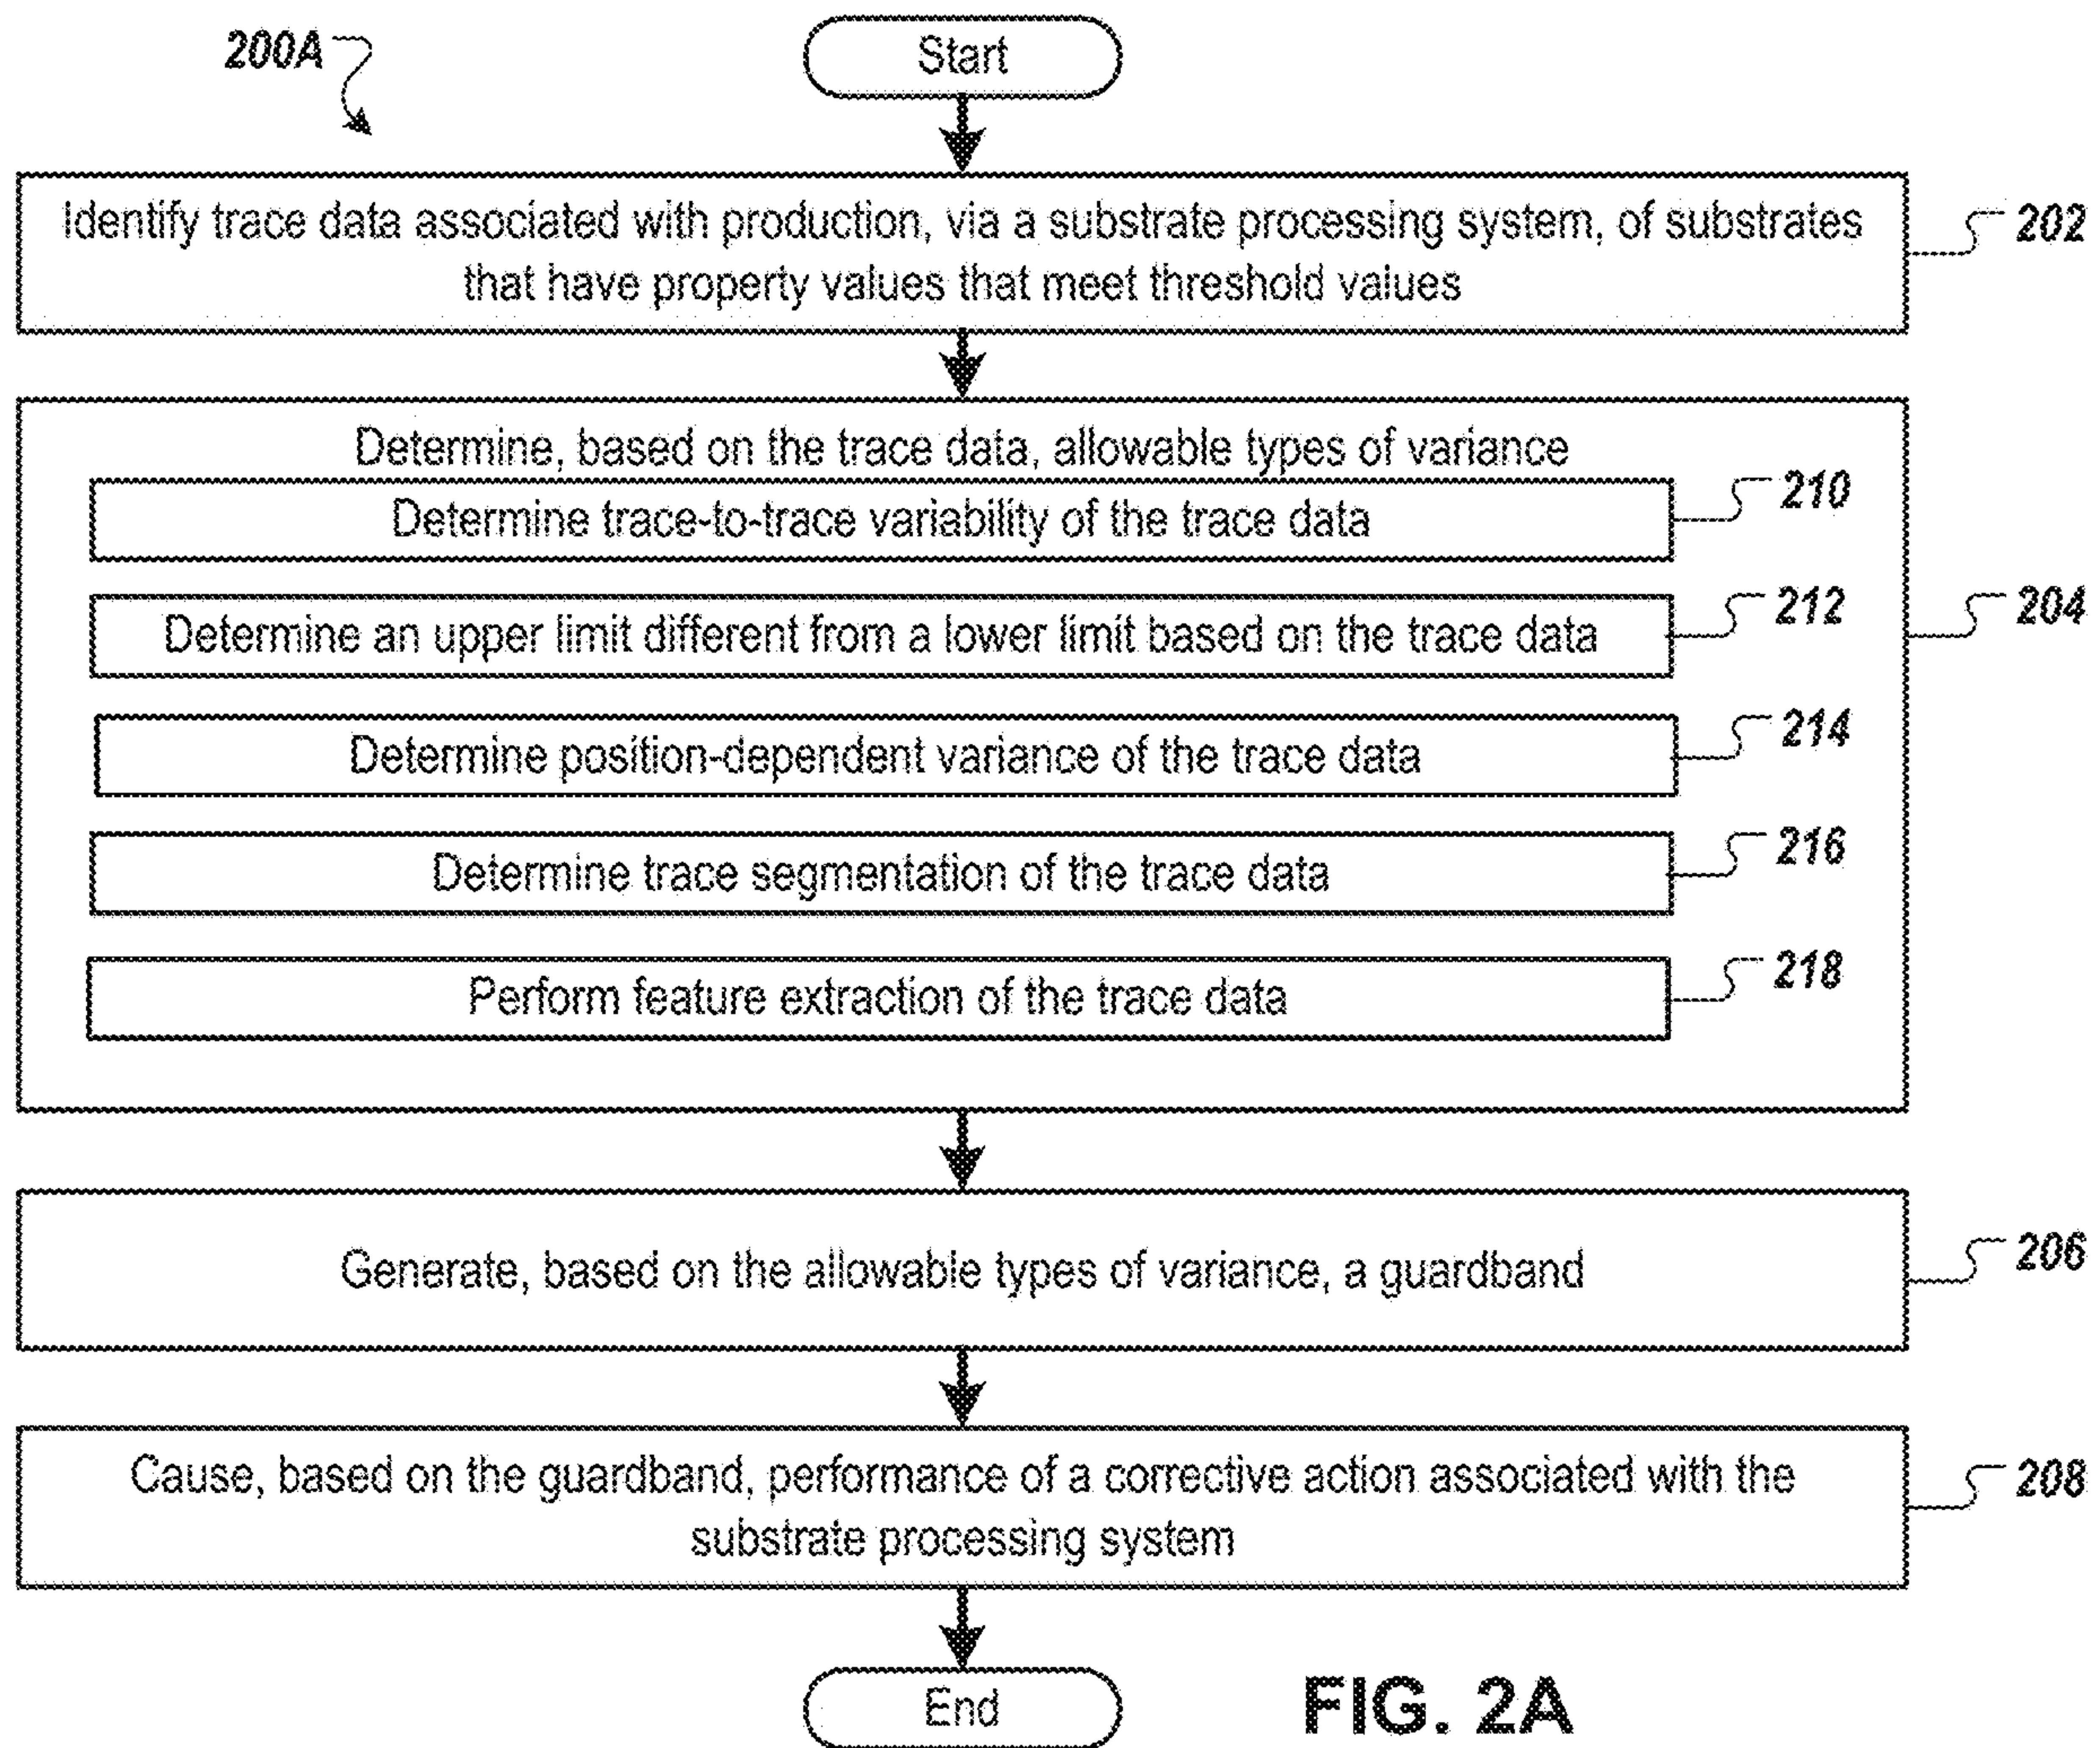 200A
Start
Identify trace data associated with production, via a substrate processing system, of substrates
that have property values that meet threshold values
202
Determine, based on the trace data, allowable types of variance
Determine trace-to-trace variability of the trace data
210
Determine an upper limit different from a lower limit based on the trace data
212
204
Determine position-dependent variance of the trace data
214
Determine trace segmentation of the trace data
216
Perform feature extraction of the trace data
218
Generate, based on the allowable types of variance, a guardband
206
Cause, based on the guardband, performance of a corrective action associated with the
substrate processing system
208
End
FIG. 2A